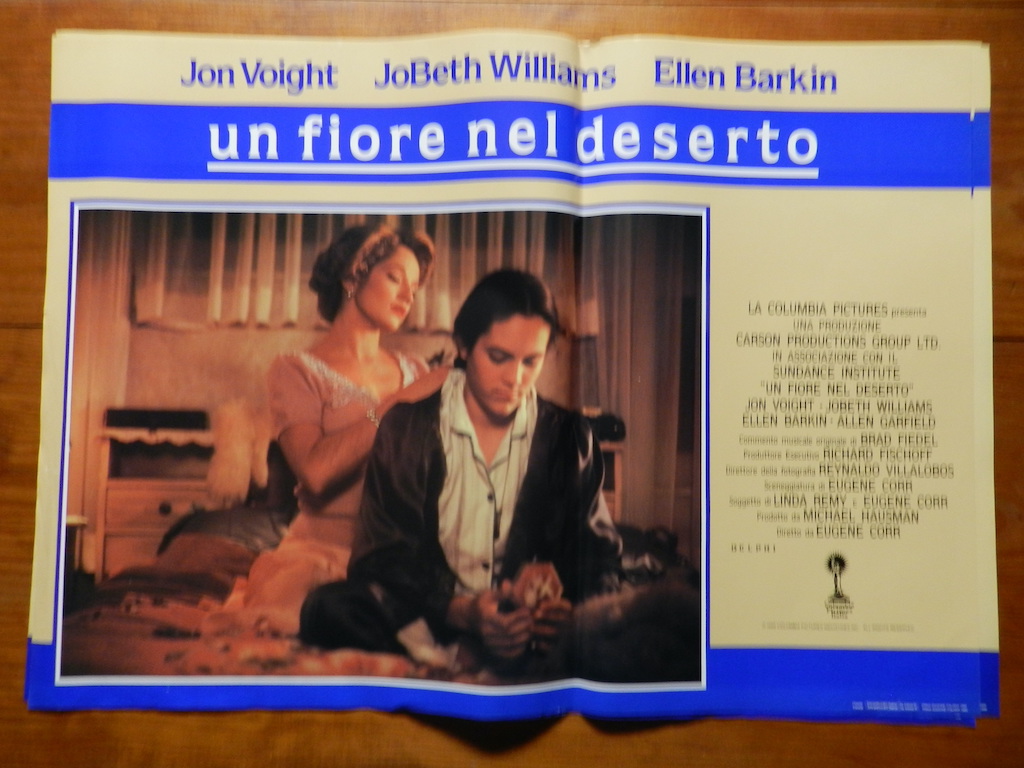 Jon Voight JoBeth Williams Ellen Barkin
un fiore nel deserto
LA COLUMBIA PICTURES presenta
UNA PRODUZIONE
CARSON PRODUCTIONS GROUP LTD.
IN ASSOCIAZIONE CON IL
SUNDANCE INSTITUTE
"UN FIORE NEL DESERTO"
JON VOIGHT · JOBETH WILLIAMS
ELLEN BARKIN · ALLEN GARFIELD
Commento musicale originale di BRAD FIEDEL
Produttore Esecutivo RICHARD FISCHOFF
Direttore della fotografia REYNALDO VILLALOBOS
Sceneggiatura di EUGENE CORR
Soggetto di LINDA REMY e EUGENE CORR
Prodotto da MICHAEL HAUSMAN
Diretto da EUGENE CORR
DELPHI